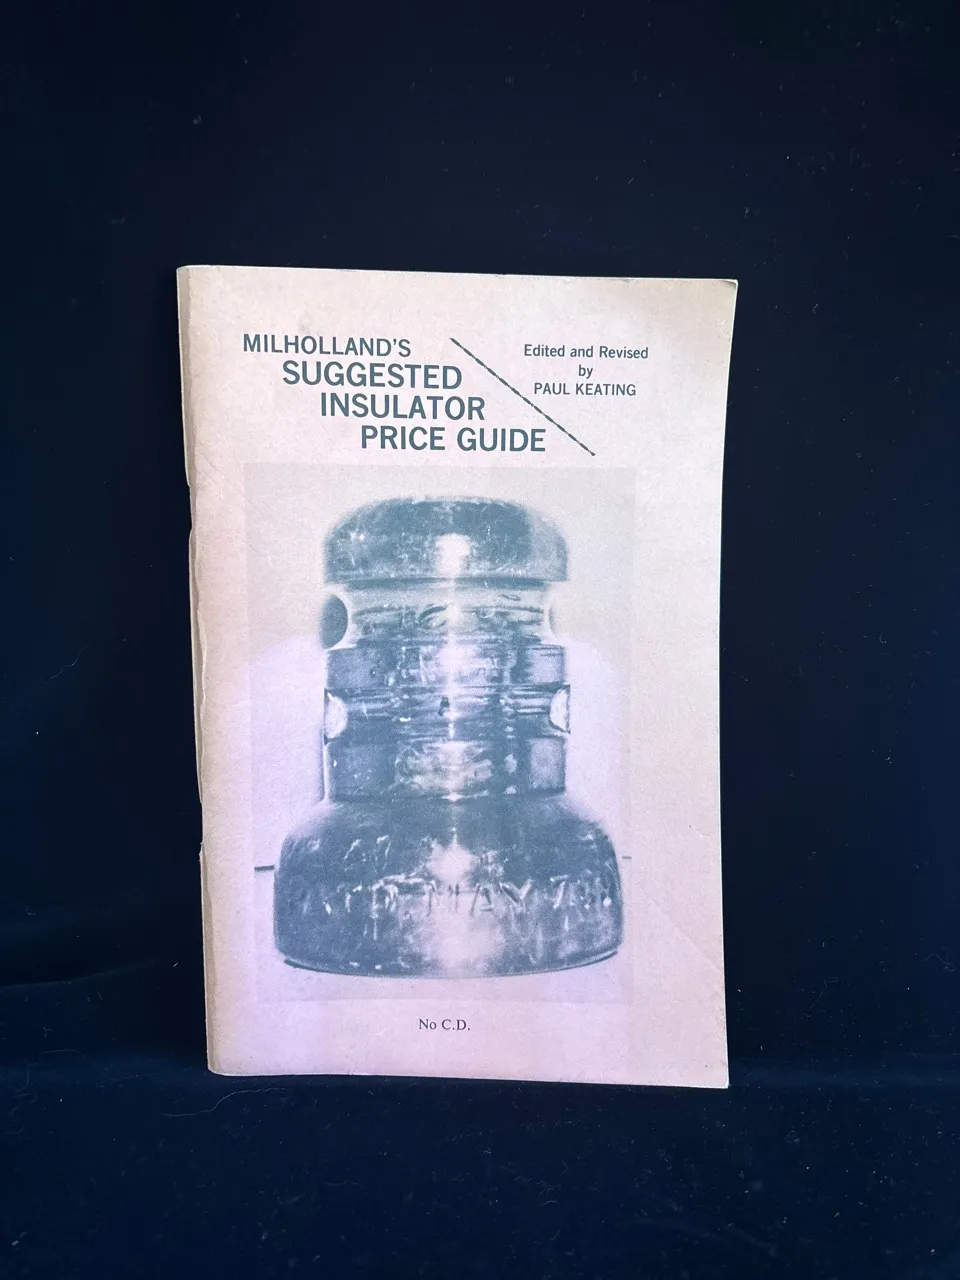 MILHOLLAND'S
SUGGESTED
INSULATOR
PRICE GUIDE
Edited and Revised
by
PAUL KEATING
No C.D.